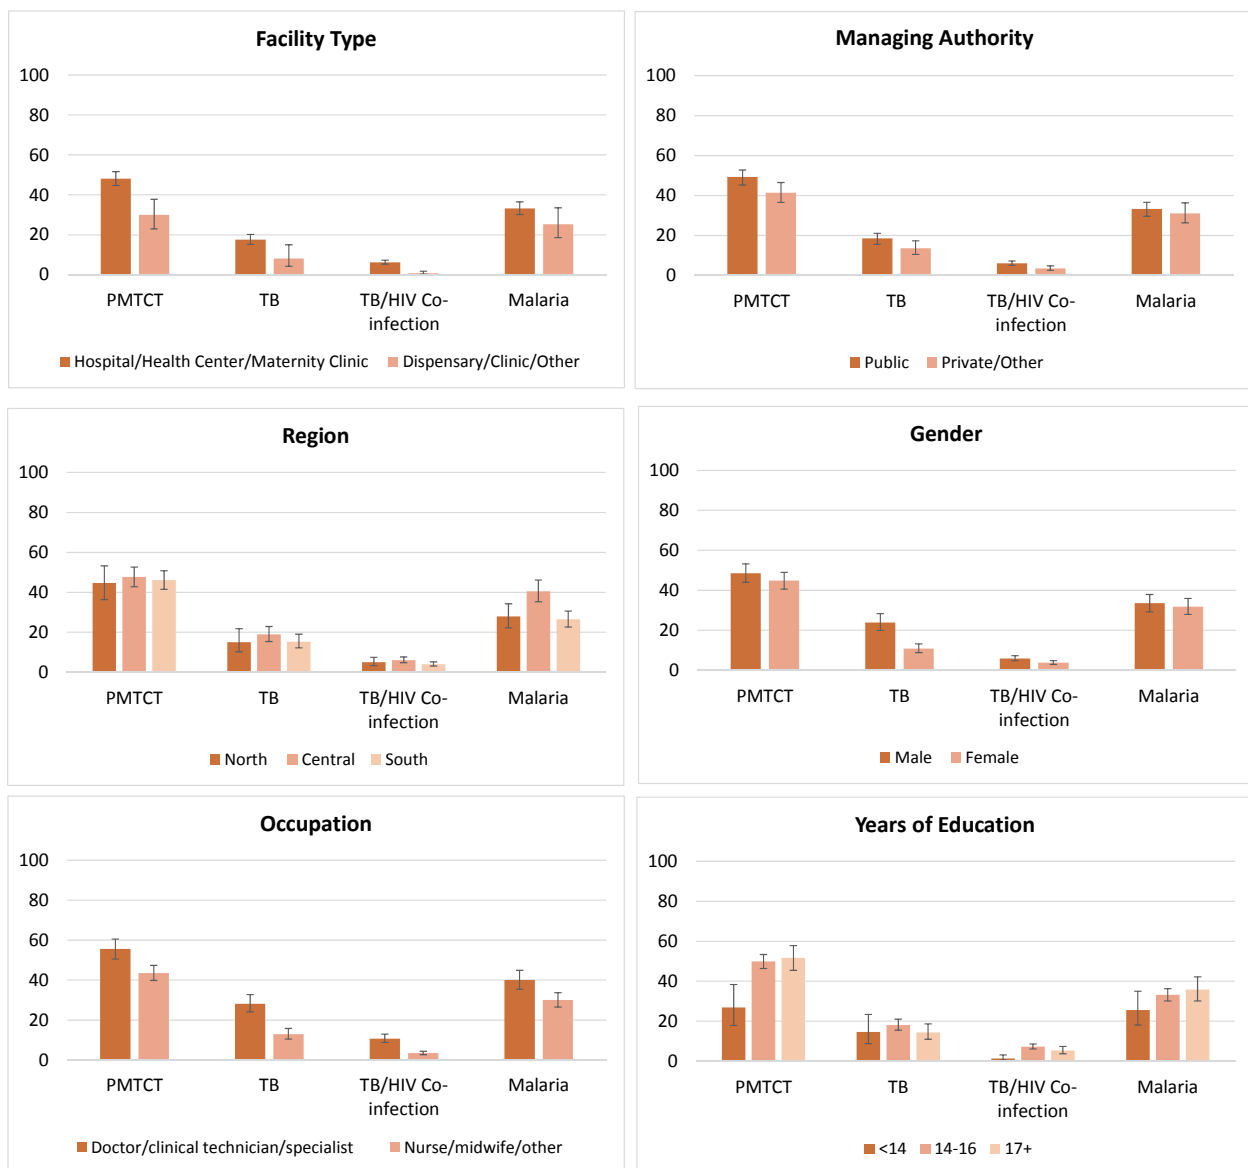 Facility Type
100
80
60
40
20
0
PMTCT
TB
TB/HIV Co-
infection
Malaria
Hospital/Health Center/Maternity Clinic
Dispensary/Clinic/Other
Managing Authority
100
80
60
40
20
0
PMTCT
TB
TB/HIV Co-
infection
Malaria
Public
Private/Other
Region
100
80
60
40
20
0
PMTCT
TB
TB/HIV Co-
infection
Malaria
North
Central
South
Gender
100
80
60
40
20
0
PMTCT
TB
TB/HIV Co-
infection
Malaria
Male
Female
Occupation
100
80
60
40
20
0
PMTCT
TB
TB/HIV Co-
infection
Malaria
Doctor/clinical technician/specialist
Nurse/midwife/other
Years of Education
100
80
60
40
20
0
PMTCT
TB
TB/HIV Co-
infection
Malaria
<14
14-16
17+